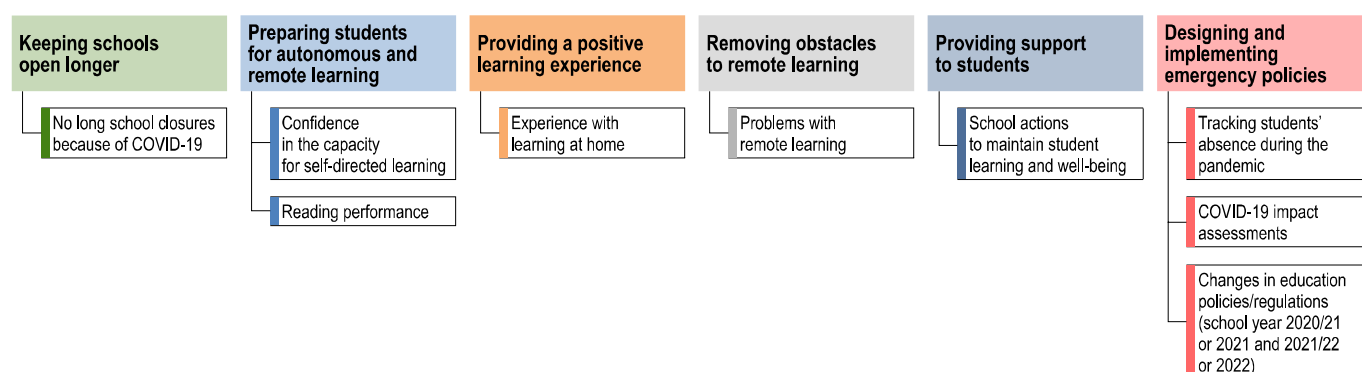 Keeping schools
open longer
No long school closures
because of COVID-19
Preparing students
for autonomous and
remote learning
Confidence
in the capacity
for self-directed learning
Reading performance
Providing a positive
learning experience
Experience with
learning at home
Removing obstacles
to remote learning
Problems with
remote learning
Providing support
to students
School actions
to maintain student
learning and well-being
Designing and
implementing
emergency policies
Tracking students'
absence during the
pandemic
COVID-19 impact
assessments
Changes in education
policies/regulations
(school year 2020/21
or 2021 and 2021/22
or 2022)